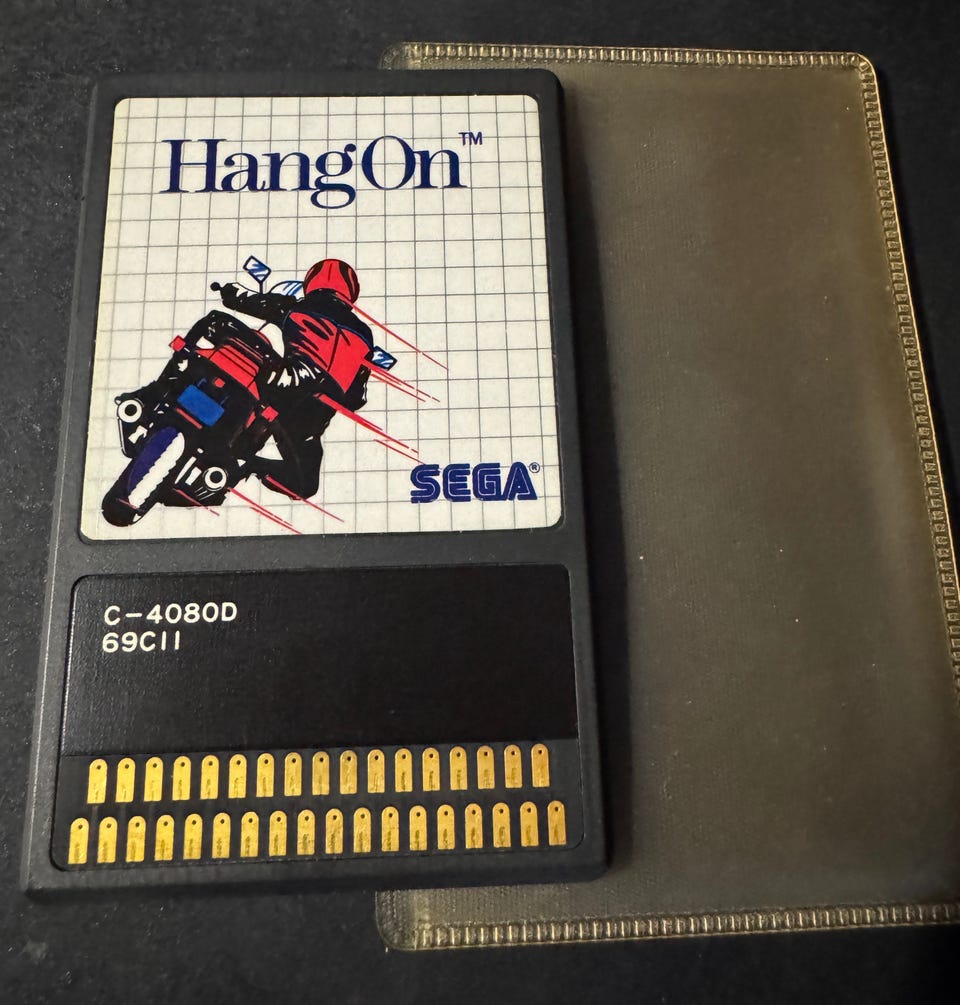 HangOn™
SEGA®
C-4080D
69C11